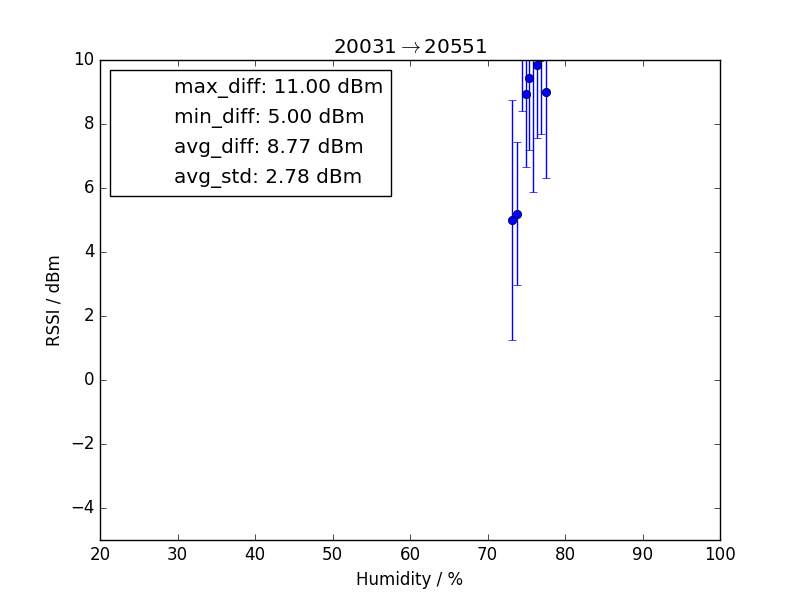 20031→20551
max_diff: 11.00 dBm
min_diff: 5.00 dBm
avg_diff: 8.77 dBm
avg_std: 2.78 dBm
10
8
6
4
2
0
−2
−4
RSSI / dBm
20 30 40 50 60 70 80 90 100
Humidity / %